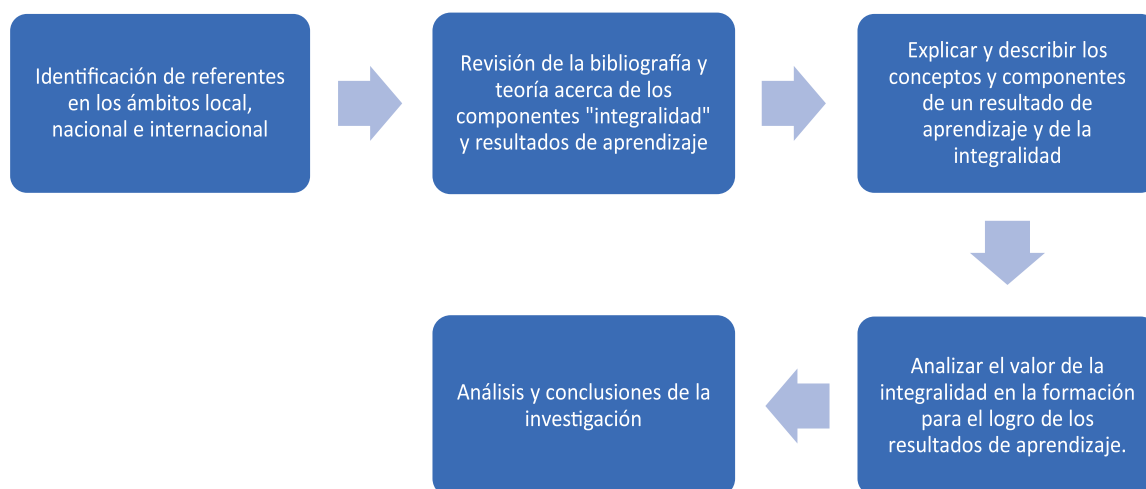 Identificación de referentes
en los ámbitos local,
nacional e internacional
Revisión de la bibliografía y
teoría acerca de los
componentes "integralidad"
y resultados de aprendizaje
Explicar y describir los
conceptos y componentes
de un resultado de
aprendizaje y de la
integralidad
Analizar el valor de la
integralidad en la formación
para el logro de los
resultados de aprendizaje.
Análisis y conclusiones de la
investigación